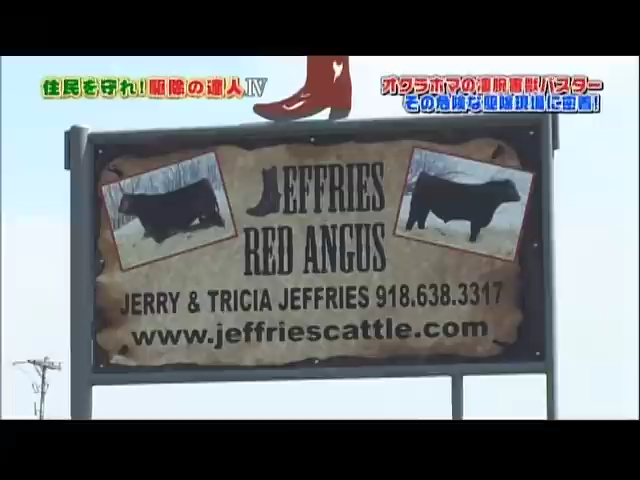 住民を守れ!駆除の達人Ⅳ
オクラホマの凄腕害獣バスター
その危険な駆除現場に密着!
JEFFRIES
RED ANGUS
JERRY & TRICIA JEFFRIES 918.638.3317
www.jeffriescattle.com